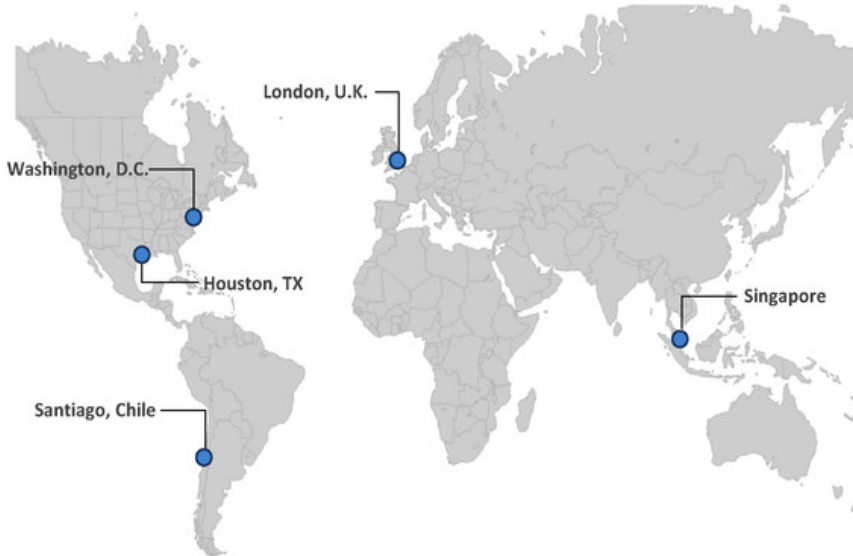 London, U.K.
Washington, D.C.
Houston, TX
Singapore
Santiago, Chile